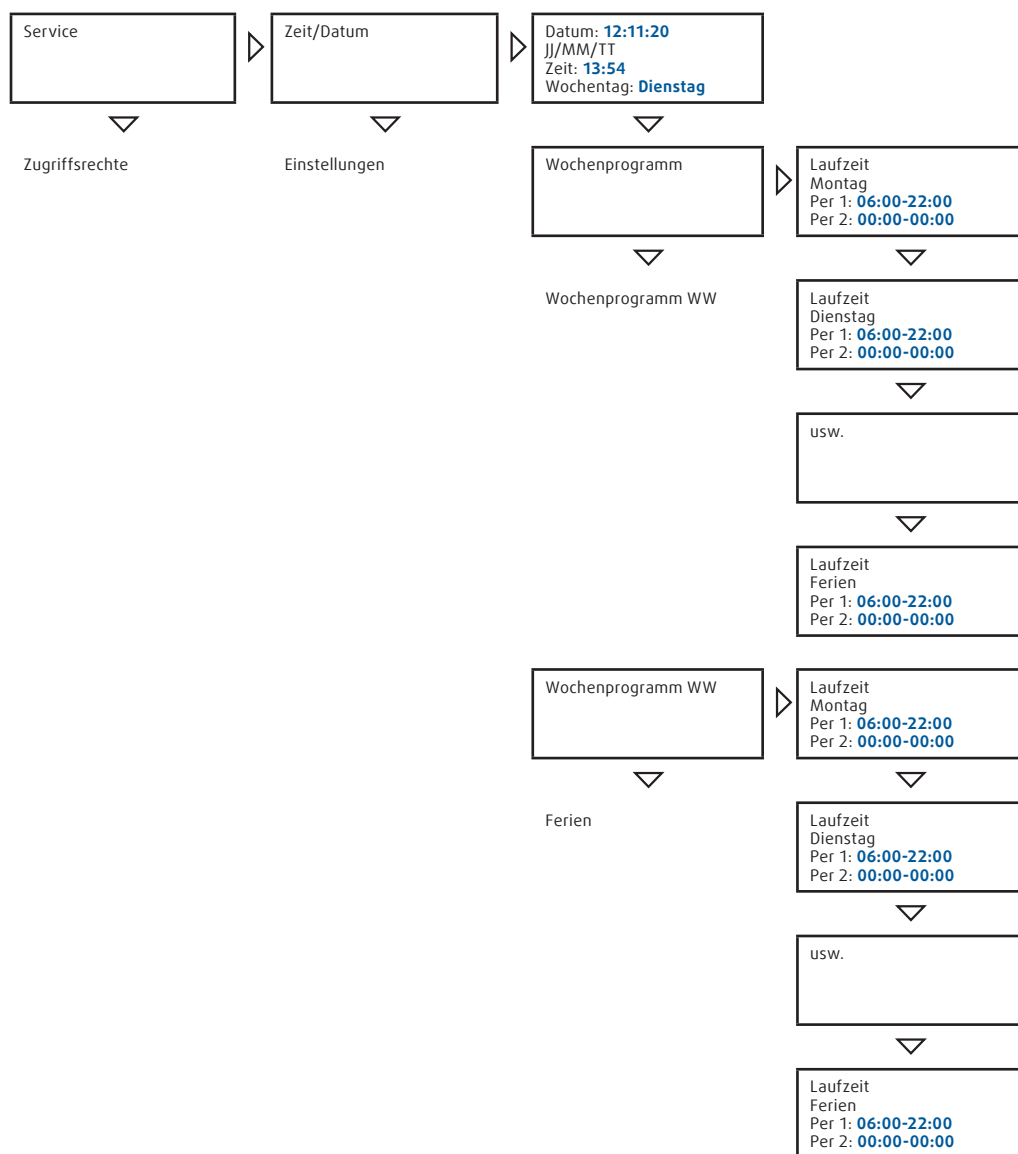 Service
Zeit/Datum
Datum: 12:11:20
JJ/MM/TT
Zeit: 13:54
Wochentag: Dienstag
Zugriffsrechte
Einstellungen
Wochenprogramm
Laufzeit
Montag
Per 1: 06:00-22:00
Per 2: 00:00-00:00
Wochenprogramm WW
Laufzeit
Dienstag
Per 1: 06:00-22:00
Per 2: 00:00-00:00
usw.
Laufzeit
Ferien
Per 1: 06:00-22:00
Per 2: 00:00-00:00
Wochenprogramm WW
Laufzeit
Montag
Per 1: 06:00-22:00
Per 2: 00:00-00:00
Ferien
Laufzeit
Dienstag
Per 1: 06:00-22:00
Per 2: 00:00-00:00
usw.
Laufzeit
Ferien
Per 1: 06:00-22:00
Per 2: 00:00-00:00